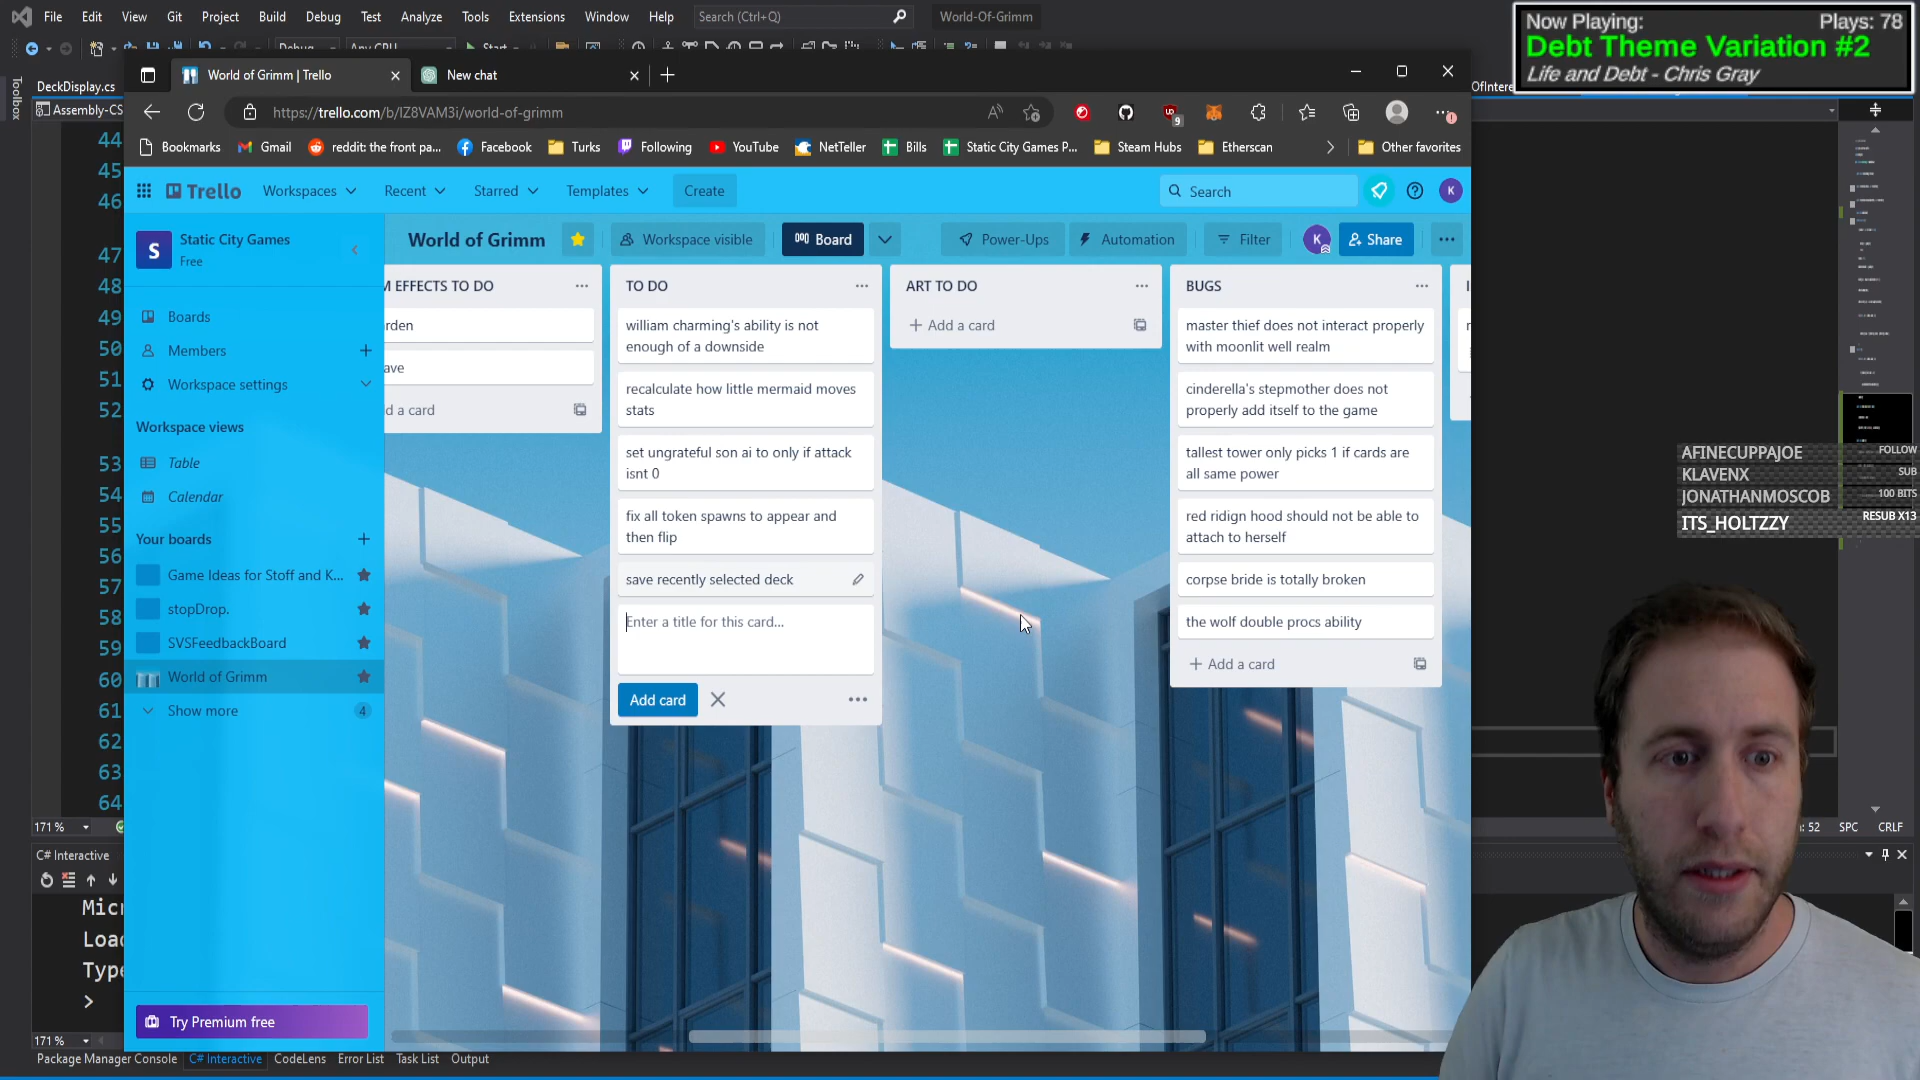 File Edit View Git Project Build Debug Test Analyze Tools Extensions Window Help Search (Ctrl+Q) World-Of-Grimm
Now Playing: Plays: 78
Debt Theme Variation #2
Life and Debt - Chris Gray
Debug Any CPU Start
DeckDisplay.cs
Assembly-CS
Toolbox
World of Grimm | Trello
New chat
https://trello.com/b/IZ8VAM3i/world-of-grimm
9
Bookmarks Gmail reddit the front pa... Facebook Turks Following YouTube NetTeller Bills Static City Games P... Steam Hubs Etherscan Other favorites
Trello Workspaces Recent Starred Templates Create Search K
S Static City Games
Free
World of Grimm Workspace visible Board Power-Ups Automation Filter K Share
Boards
Members
Workspace settings
Workspace views
Table
Calendar
Your boards
Game Ideas for Stoff and K...
stopDrop.
SVSFeedbackBoard
World of Grimm
Show more 4
Try Premium free
M EFFECTS TO DO
rden
ave
d a card
TO DO
william charming's ability is not
enough of a downside
recalculate how little mermaid moves
stats
set ungrateful son ai to only if attack
isnt 0
fix all token spawns to appear and
then flip
save recently selected deck
Enter a title for this card...
Add card
ART TO DO
Add a card
BUGS
master thief does not interact properly
with moonlit well realm
cinderella's stepmother does not
properly add itself to the game
tallest tower only picks 1 if cards are
all same power
red ridign hood should not be able to
attach to herself
corpse bride is totally broken
the wolf double procs ability
Add a card
44
45
46
47
48
49
50
51
52
53
54
55
56
57
58
59
60
61
62
63
64
171 %
: 52 SPC CRLF
C# Interactive
Micr
Load
Type
>
171 %
Package Manager Console C# Interactive CodeLens Error List Task List Output
AFINECUPPAJOE FOLLOW
KLAVENX SUB
JONATHANMOSCOB 100 BITS
ITS_HOLTZZY RESUB X13